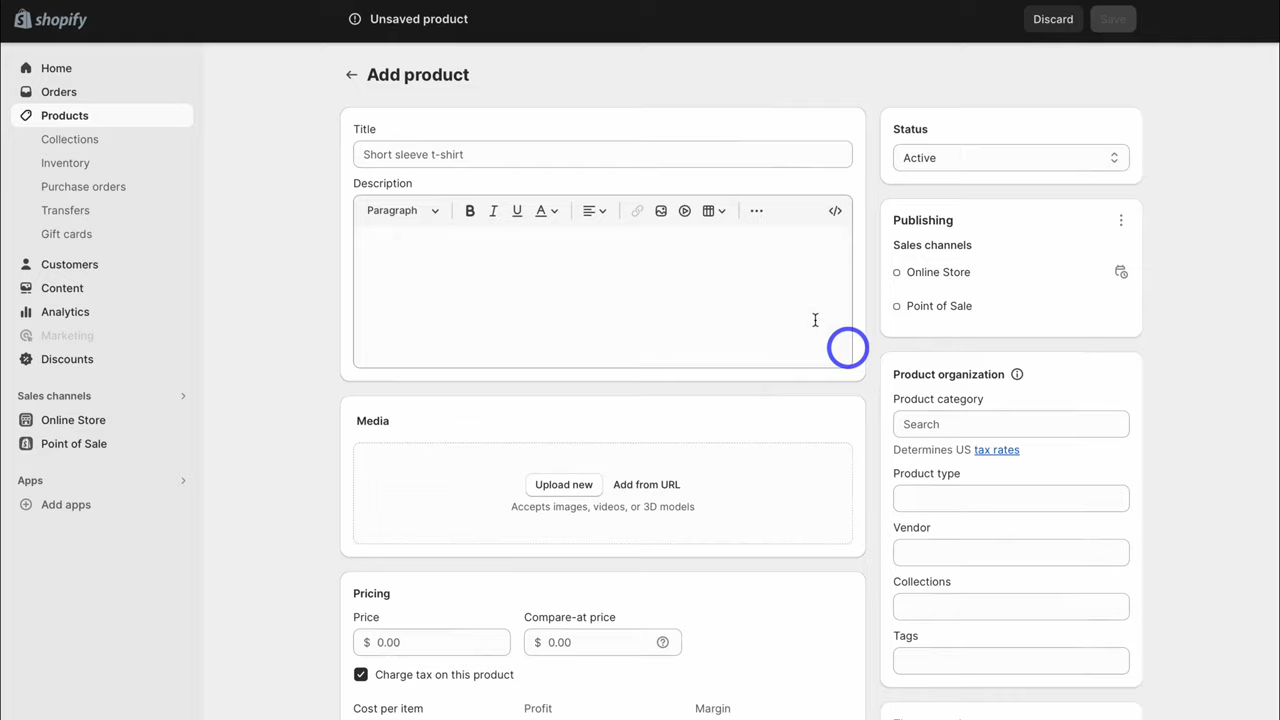 shopify
Unsaved product
Discard
Save
Home
Orders
Products
Collections
Inventory
Purchase orders
Transfers
Gift cards
Customers
Content
Analytics
Marketing
Discounts
Sales channels
Online Store
Point of Sale
Apps
Add apps
Add product
Title
Short sleeve t-shirt
Description
Paragraph
B I U A
Media
Upload new
Add from URL
Accepts images, videos, or 3D models
Pricing
Price
Compare-at price
$ 0.00
$ 0.00
Charge tax on this product
Cost per item
Profit
Margin
Status
Active
Publishing
Sales channels
Online Store
Point of Sale
Product organization
Product category
Search
Determines US tax rates
Product type
Vendor
Collections
Tags